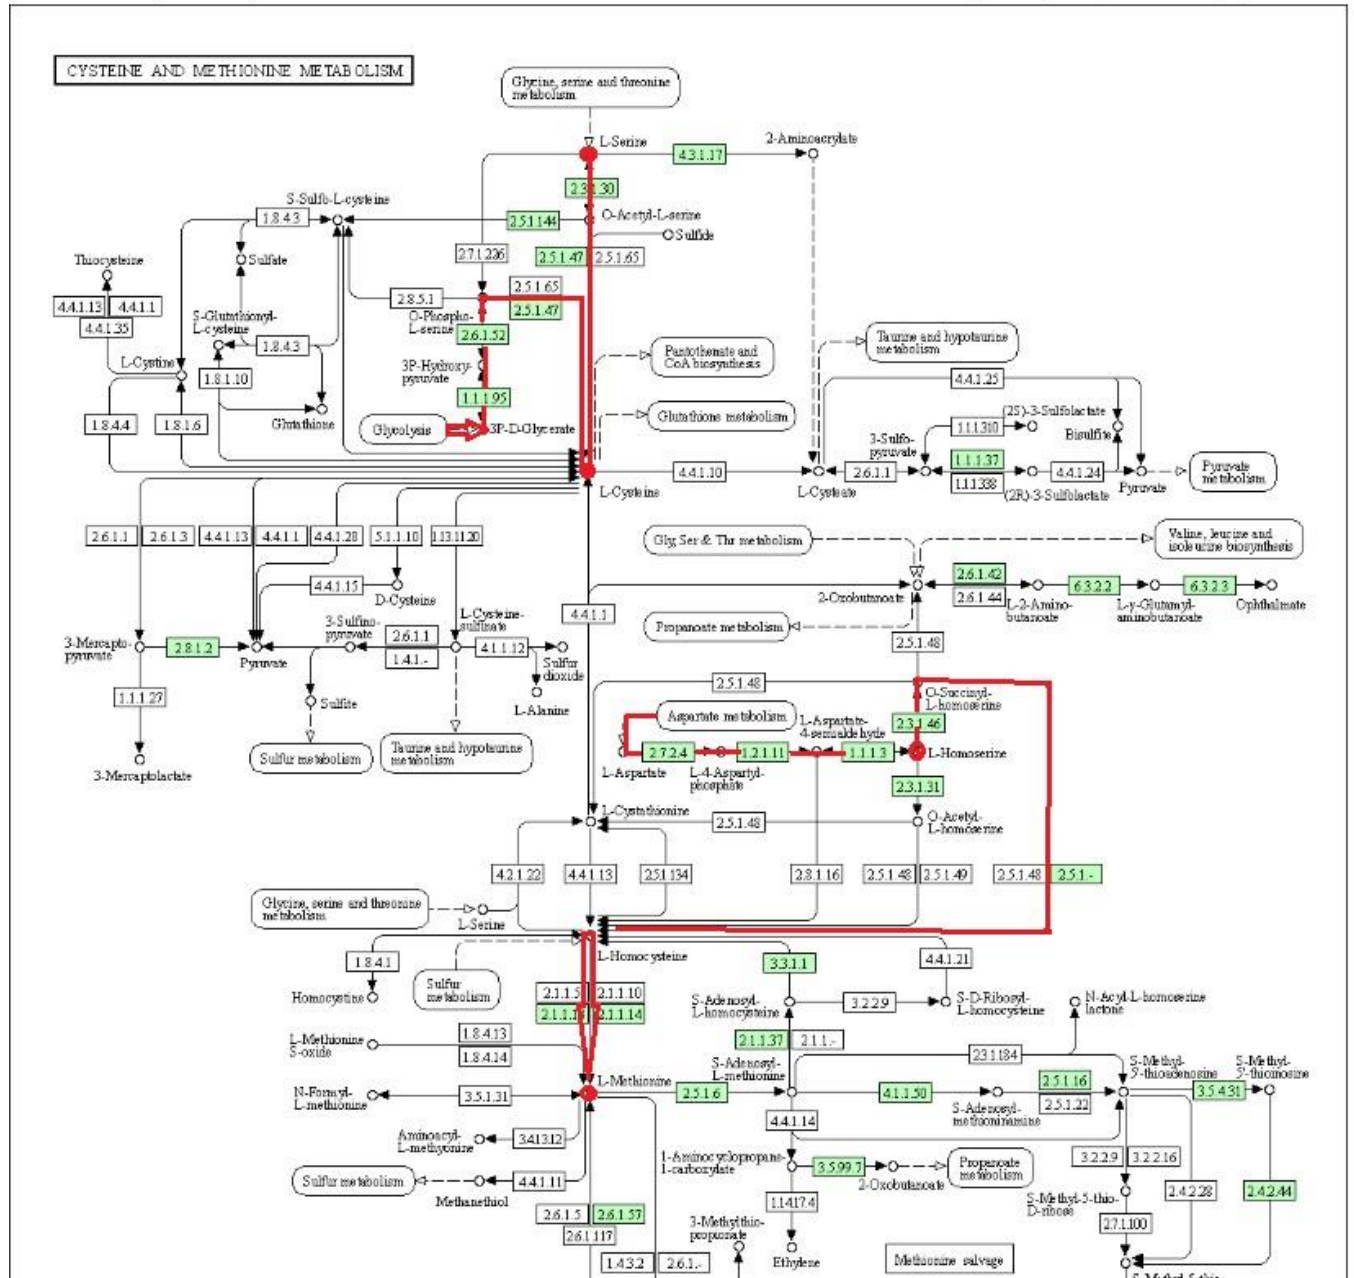 CYSTEINE AND METHIONINE METABOLISM
Glycine, serine and threonine
metabolism
L-Serine
4.3.1.17
2-Aminoacrylate
2.3.1.30
S-Sulfo-L-cysteine
1.8.4.3
2.5.1.144
O-Acetyl-L-serine
Sulfide
2.7.1.226
2.5.1.47
2.5.1.65
Thiocysteine
Sulfate
4.4.1.13
4.4.1.1
4.4.1.35
S-Glutathionyl-
L-cysteine
2.8.5.1
2.5.1.65
2.5.1.47
O-Phospho-
L-serine
2.6.1.52
1.8.4.3
L-Cystine
1.8.1.10
3P-Hydroxy-
pyruvate
1.1.1.95
Pantothenate and
CoA biosynthesis
Taurine and hypotaurine
metabolism
4.4.1.25
1.8.4.4
1.8.1.6
Glutathione
Glycolysis
3P-D-Glycerate
Glutathione metabolism
(2S)-3-Sulfolactate
1.1.1.310
Bisulfite
3-Sulfo-
pyruvate
L-Cysteine
4.4.1.10
L-Cysteate
2.6.1.1
1.1.1.37
1.1.1.338
(2R)-3-Sulfolactate
4.4.1.24
Pyruvate
Pyruvate
metabolism
2.6.1.1
2.6.1.3
4.4.1.13
4.4.1.1
4.4.1.28
5.1.1.10
1.13.11.20
Gly, Ser & Thr metabolism
Valine, leucine and
isoleucine biosynthesis
4.4.1.15
D-Cysteine
4.4.1.1
2-Oxobutanoate
2.6.1.42
2.6.1.44
L-2-Amino-
butanoate
6.3.2.2
L-γ-Glutamyl-
aminobutanoate
6.3.2.3
Ophthalmate
Propanoate metabolism
2.5.1.48
3-Mercapto-
pyruvate
2.8.1.2
Pyruvate
3-Sulfino-
pyruvate
2.6.1.1
1.4.1.-
L-Cysteine-
sulfinate
4.1.1.12
Sulfur
dioxide
L-Alanine
1.1.1.27
Sulfite
3-Mercaptolactate
Sulfur metabolism
Taurine and hypotaurine
metabolism
2.5.1.48
O-Succinyl-
L-homoserine
Aspartate metabolism
L-Aspartate-
4-semialdehyde
2.3.1.46
2.7.2.4
1.2.1.11
1.1.1.3
L-Homoserine
L-Aspartate
L-4-Aspartyl-
phosphate
2.3.1.31
L-Cystathionine
2.5.1.48
O-Acetyl-
L-homoserine
4.2.1.22
4.4.1.13
2.5.1.134
2.8.1.16
2.5.1.48
2.5.1.49
2.5.1.48
2.5.1.-
Glycine, serine and threonine
metabolism
L-Serine
L-Homocysteine
1.8.4.1
Sulfur
metabolism
3.3.1.1
4.4.1.21
Homocystine
2.1.1.5
2.1.1.10
2.1.1.14
S-Adenosyl-
L-homocysteine
3.2.2.9
S-D-Ribosyl-
L-homocysteine
N-Acyl-L-homoserine
lactone
L-Methionine
S-oxide
1.8.4.13
1.8.4.14
2.1.1.37
2.1.1.-
S-Adenosyl-
L-methionine
2.3.1.184
S-Methyl-
5'-thioadenosine
S-Methyl-
5'-thioinosine
N-Formyl-
L-methionine
3.5.1.31
L-Methionine
2.5.1.6
4.1.1.50
S-Adenosyl-
methioninamine
2.5.1.16
2.5.1.22
3.5.4.31
Aminoacyl-
L-methyonine
3.4.13.12
4.4.1.14
Sulfur metabolism
Methanethiol
4.4.1.11
1-Aminocyclopropane-
1-carboxylate
3.5.99.7
2-Oxobutanoate
Propanoate
metabolism
3.2.2.9
3.2.2.16
2.4.2.28
2.4.2.44
S-Methyl-5-thio-
D-ribose
2.6.1.5
2.6.1.57
2.6.1.117
1.14.17.4
2.7.1.100
3-Methylthio-
propionate
1.4.3.2
2.6.1.-
Ethylene
Methionine salvage